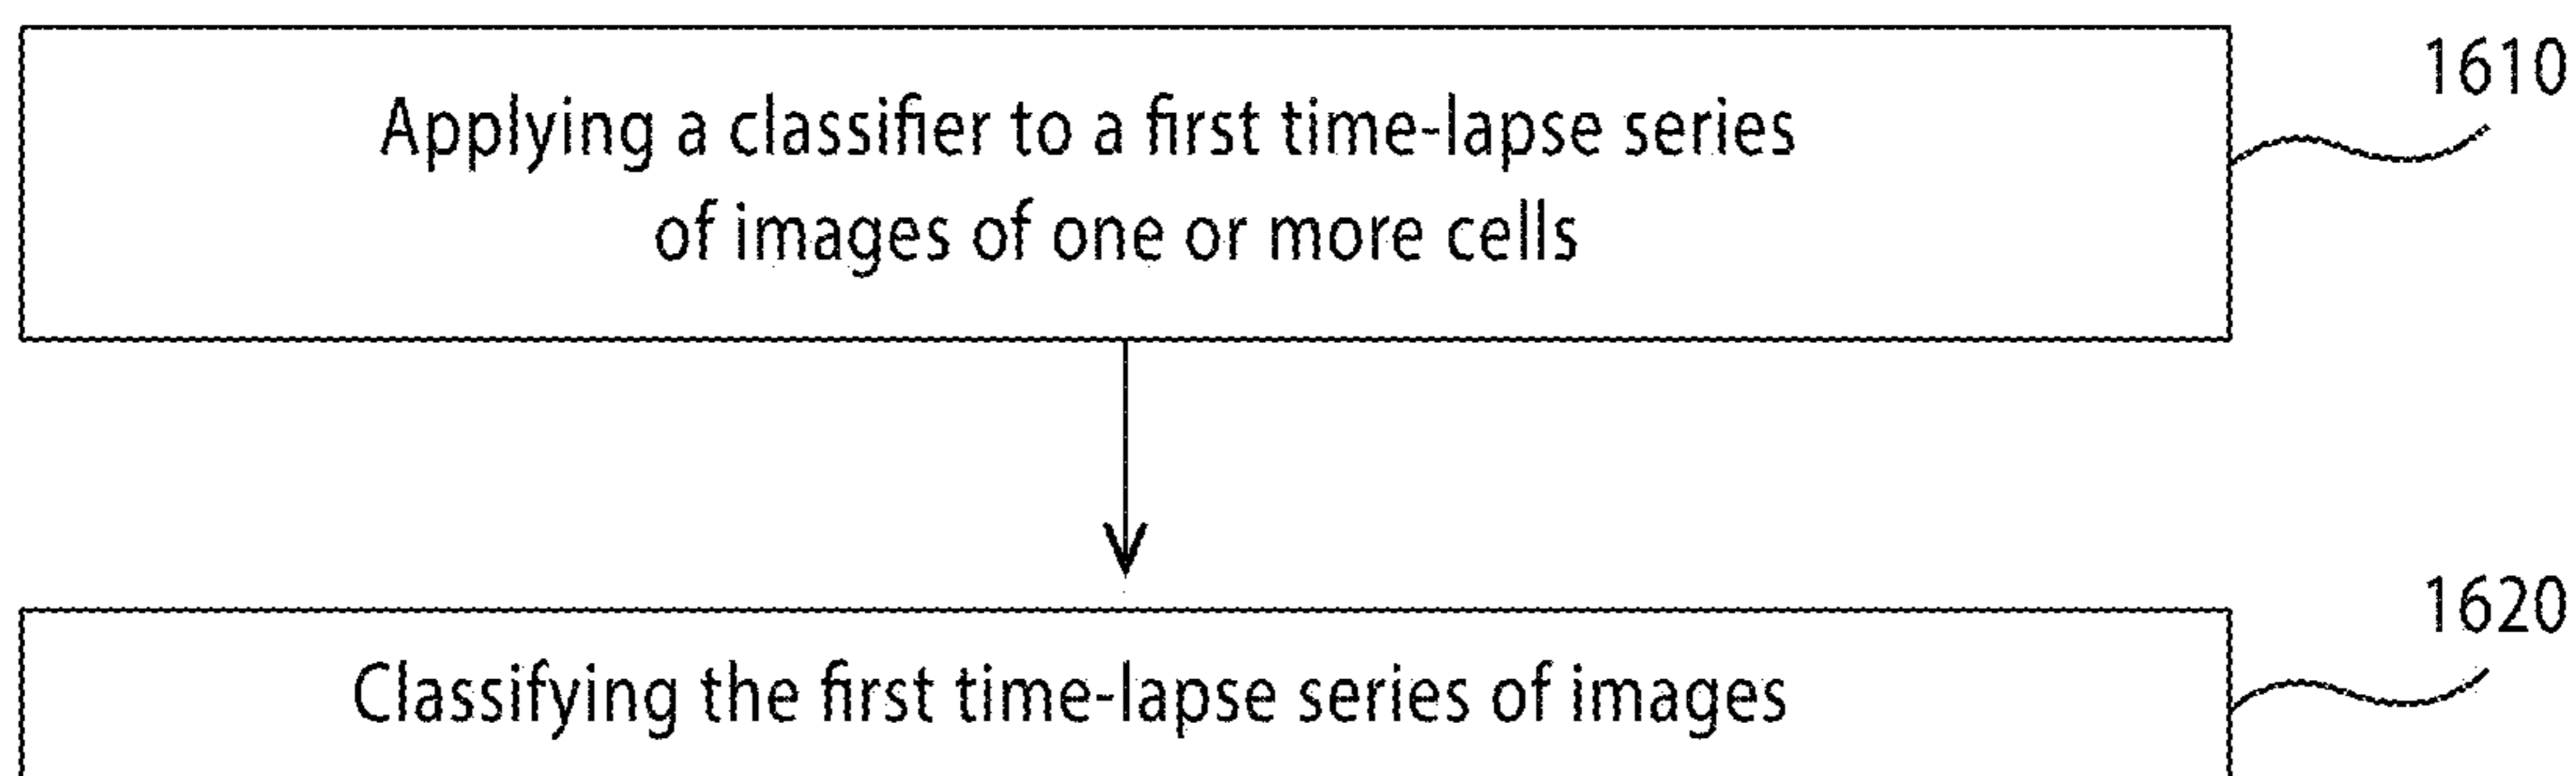 1610
Applying a classifier to a first time-lapse series
of images of one or more cells
1620
Classifying the first time-lapse series of images